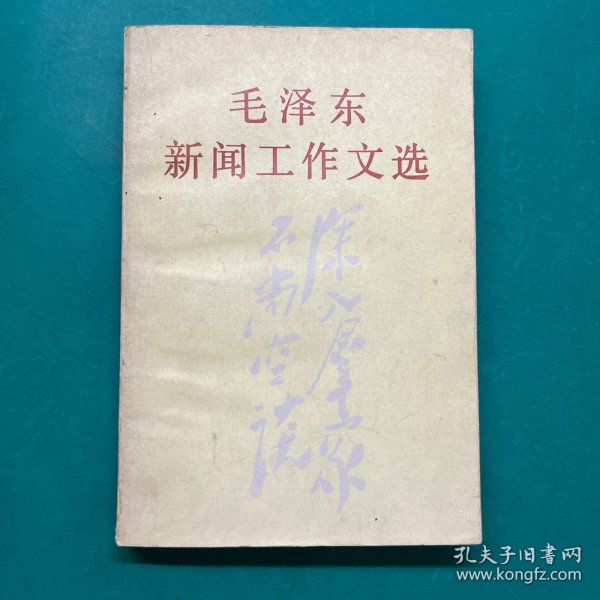 毛泽东
新闻工作文选
深入群众
不尚空谈
孔夫子旧书网
www.kongfz.com